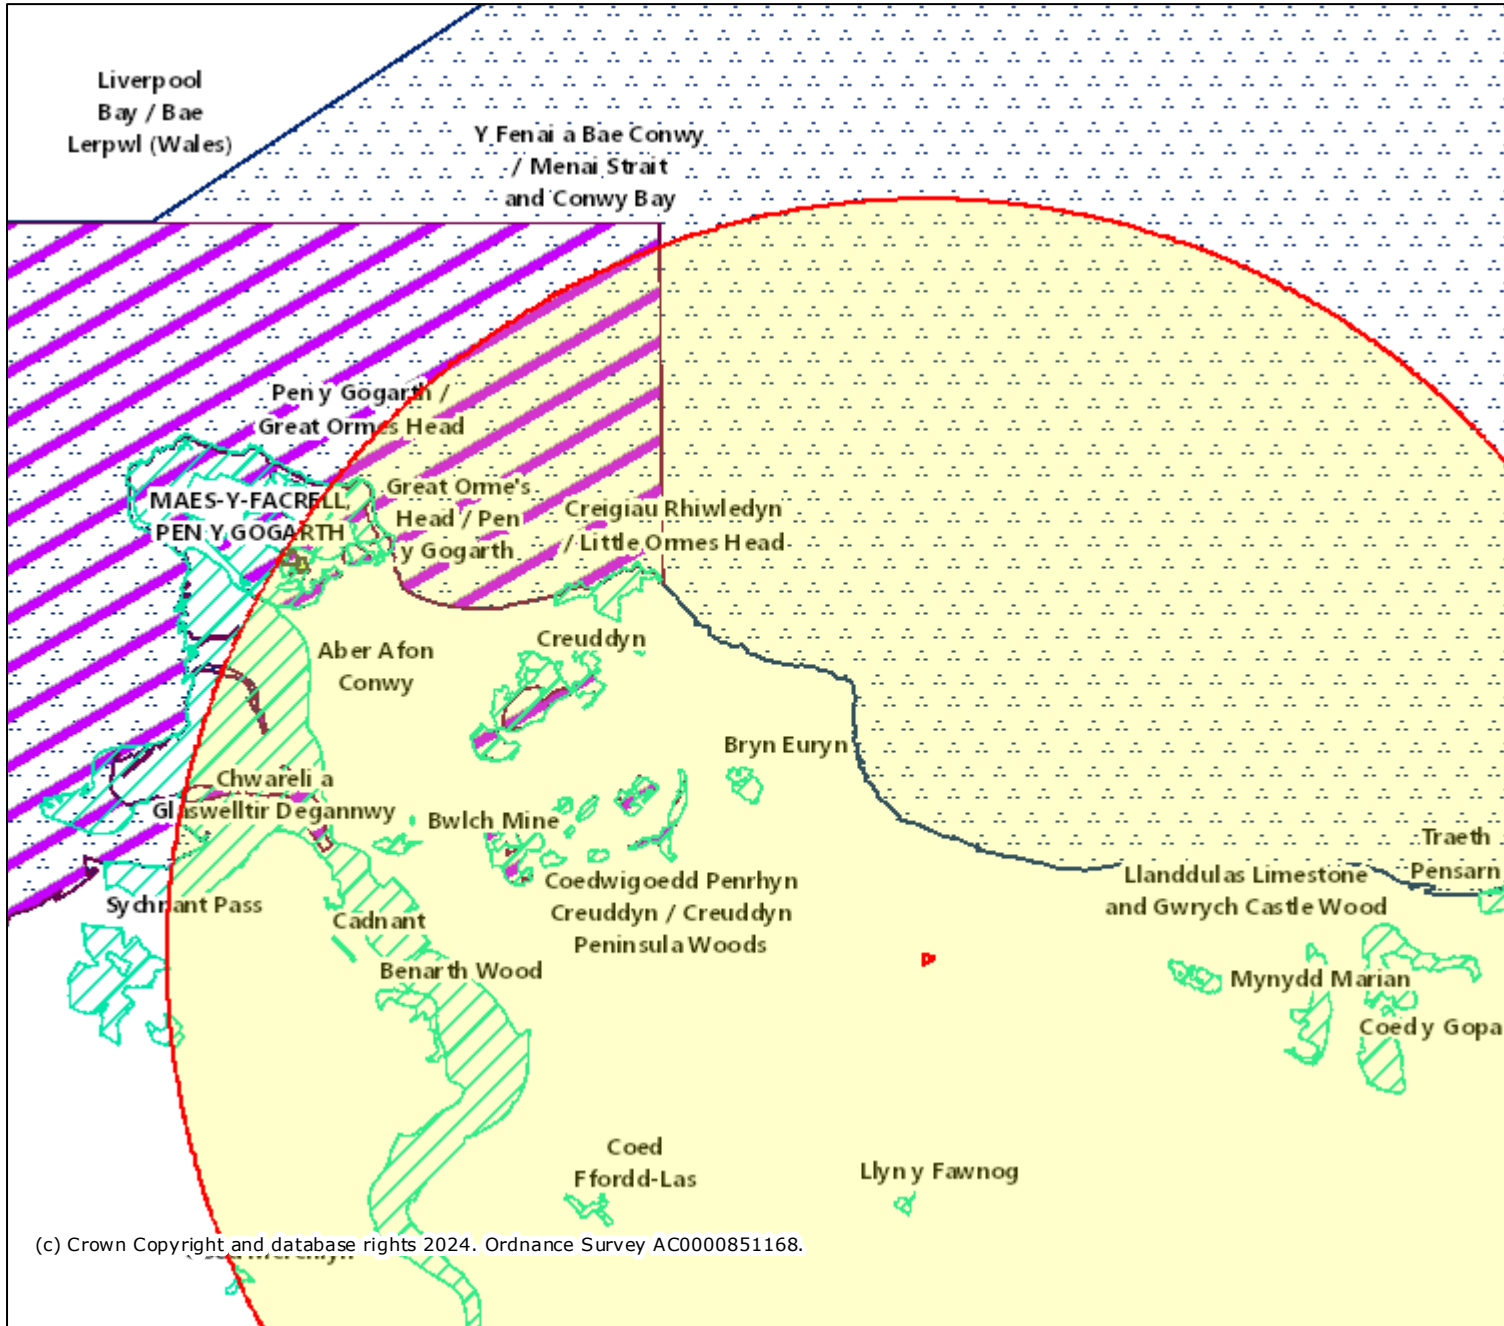 Liverpool
Bay / Bae
Lerpwl (Wales)
Y Fenai a Bae Conwy
/ Menai Strait
and Conwy Bay
Pen y Gogarth /
Great Ormes Head
MAES-Y-FACRELL,
PEN Y GOGARTH
Great Orme's
Head / Pen
y Gogarth
Creigiau Rhiwledyn
/ Little Ormes Head
Creuddyn
Aber Afon
Conwy
Bryn Euryn
Chwareli a
Glaswelltir Degannwy
Bwlch Mine
Traeth
Pensarn
Llanddulas Limestone
and Gwrych Castle Wood
Coedwigoedd Penrhyn
Creuddyn / Creuddyn
Peninsula Woods
Sychnant Pass
Cadnant
Benarth Wood
Mynydd Marian
Coed y Gopa
Coed
Ffordd-Las
Llyn y Fawnog
(c) Crown Copyright and database rights 2024. Ordnance Survey AC0000851168.